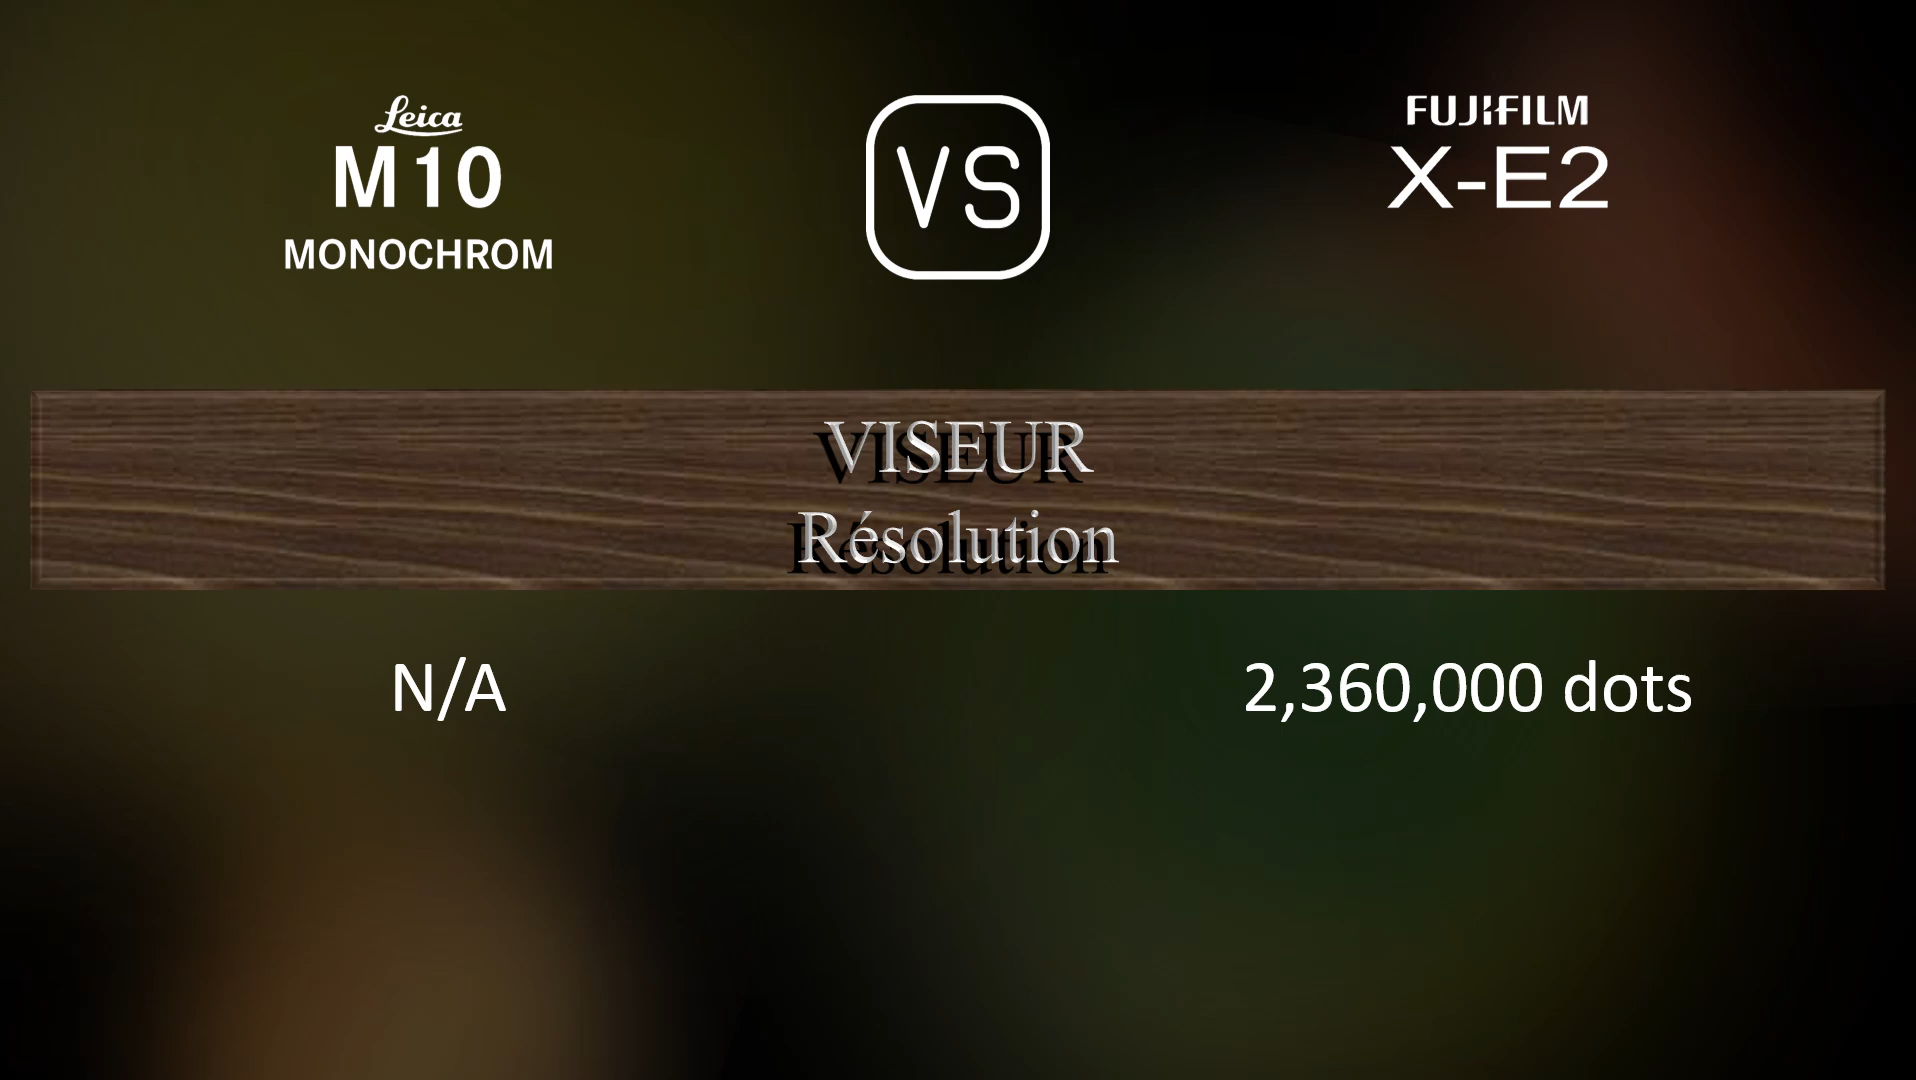 Leica
M10
MONOCHROM
VS
FUJIFILM
X-E2
VISEUR
Résolution
N/A
2,360,000 dots